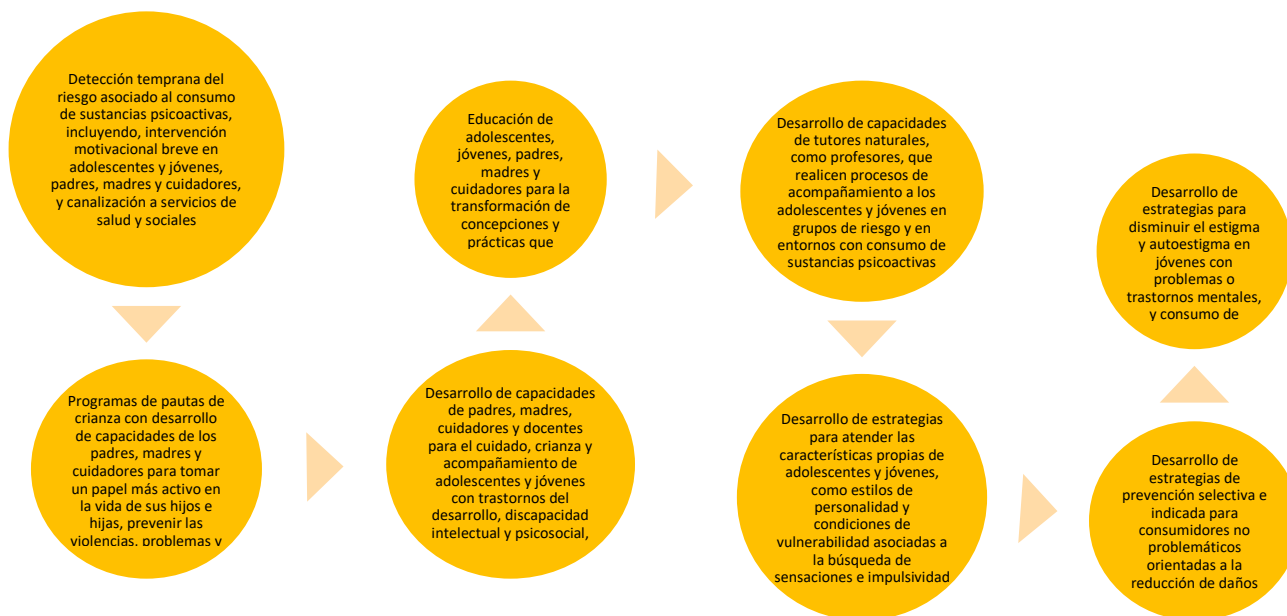 Detección temprana del
riesgo asociado al consumo
de sustancias psicoactivas,
incluyendo, intervención
motivacional breve en
adolescentes y jóvenes,
padres, madres y cuidadores,
y canalización a servicios de
salud y sociales
Programas de pautas de
crianza con desarrollo
de capacidades de los
padres, madres y
cuidadores para tomar
un papel más activo en
la vida de sus hijos e
hijas, prevenir las
violencias, problemas y
Desarrollo de capacidades
de padres, madres,
cuidadores y docentes
para el cuidado, crianza y
acompañamiento de
adolescentes y jóvenes
con trastornos del
desarrollo, discapacidad
intelectual y psicosocial,
Educación de
adolescentes,
jóvenes, padres,
madres y
cuidadores para la
transformación de
concepciones y
prácticas que
Desarrollo de capacidades
de tutores naturales,
como profesores, que
realicen procesos de
acompañamiento a los
adolescentes y jóvenes en
grupos de riesgo y en
entornos con consumo de
sustancias psicoactivas
Desarrollo de estrategias
para atender las
características propias de
adolescentes y jóvenes,
como estilos de
personalidad y
condiciones de
vulnerabilidad asociadas a
la búsqueda de
sensaciones e impulsividad
Desarrollo de
estrategias de
prevención selectiva e
indicada para
consumidores no
problemáticos
orientadas a la
reducción de daños
Desarrollo de
estrategias para
disminuir el estigma
y autoestigma en
jóvenes con
problemas o
trastornos mentales,
y consumo de